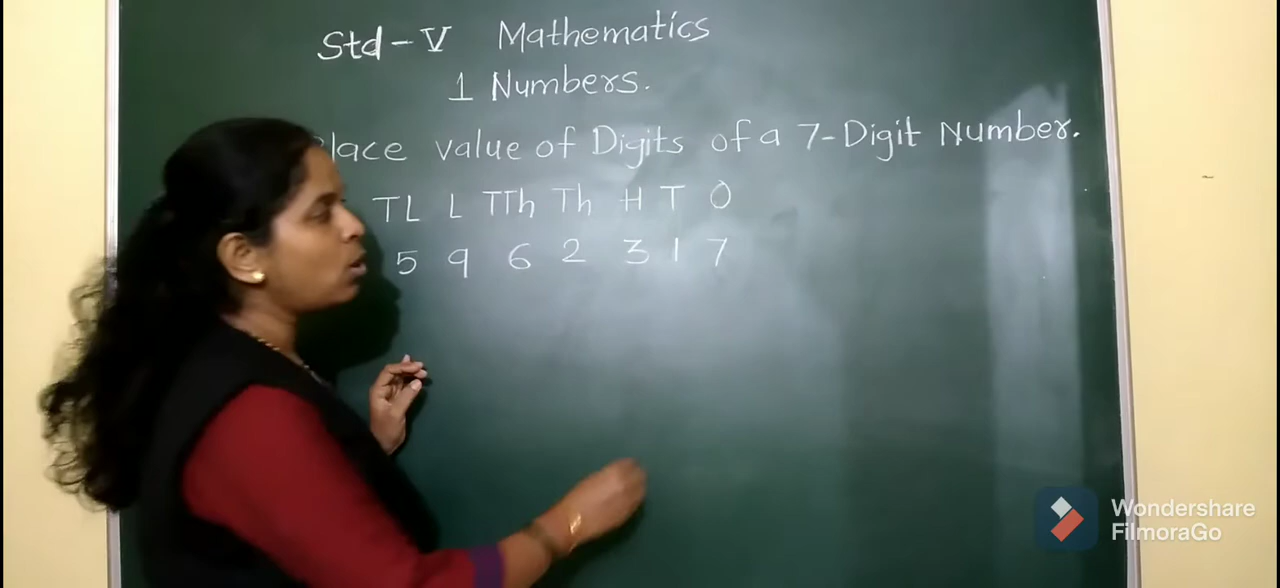 Std - V Mathematics
1 Numbers.
Place value of Digits of a 7-Digit Number.
TL L TTh Th H T O
5 9 6 2 3 1 7
Wondershare
FilmoraGo